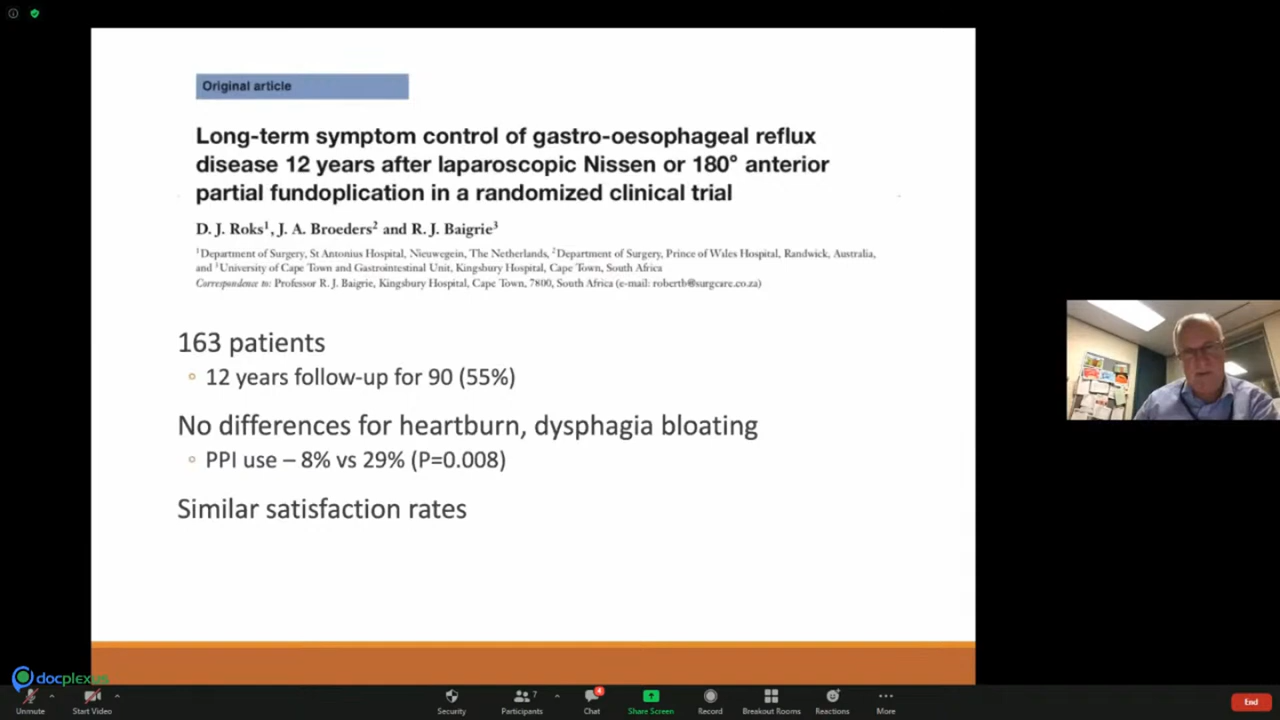 Original article
Long-term symptom control of gastro-oesophageal reflux
disease 12 years after laparoscopic Nissen or 180° anterior
partial fundoplication in a randomized clinical trial
D. J. Roks¹, J. A. Broeders² and R. J. Baigrie³
¹Department of Surgery, St Antonius Hospital, Nieuwegein, The Netherlands, ²Department of Surgery, Prince of Wales Hospital, Randwick, Australia,
and ³University of Cape Town and Gastrointestinal Unit, Kingsbury Hospital, Cape Town, South Africa
Correspondence to: Professor R. J. Baigrie, Kingsbury Hospital, Cape Town, 7800, South Africa (e-mail: robertb@surgcare.co.za)
163 patients
12 years follow-up for 90 (55%)
No differences for heartburn, dysphagia bloating
PPI use – 8% vs 29% (P=0.008)
Similar satisfaction rates
docplexus
Unmute
Start Video
Security
Participants
7
Chat
4
Share Screen
Record
Breakout Rooms
Reactions
More
End